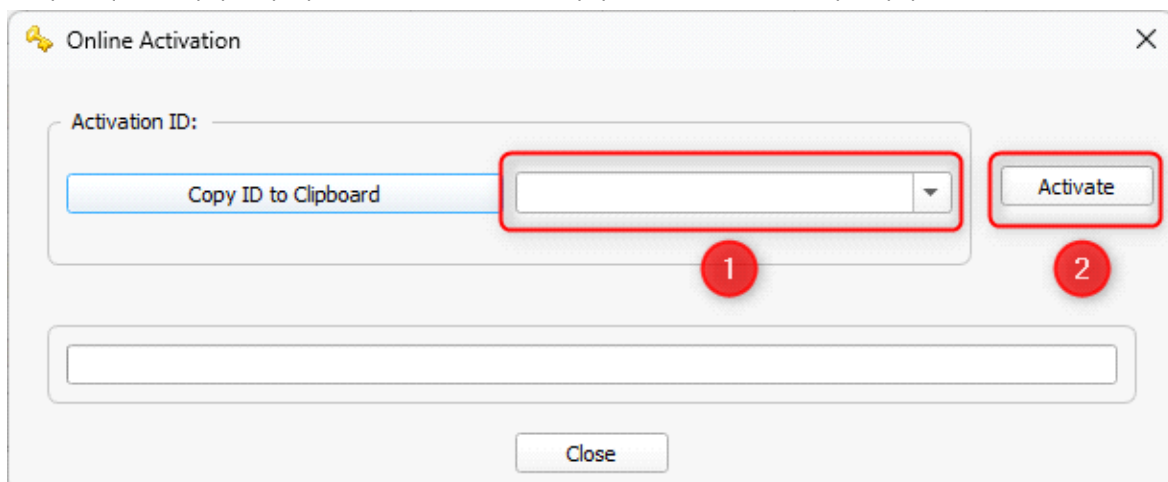 Online Activation
Activation ID:
Copy ID to Clipboard
Activate
1
2
Close